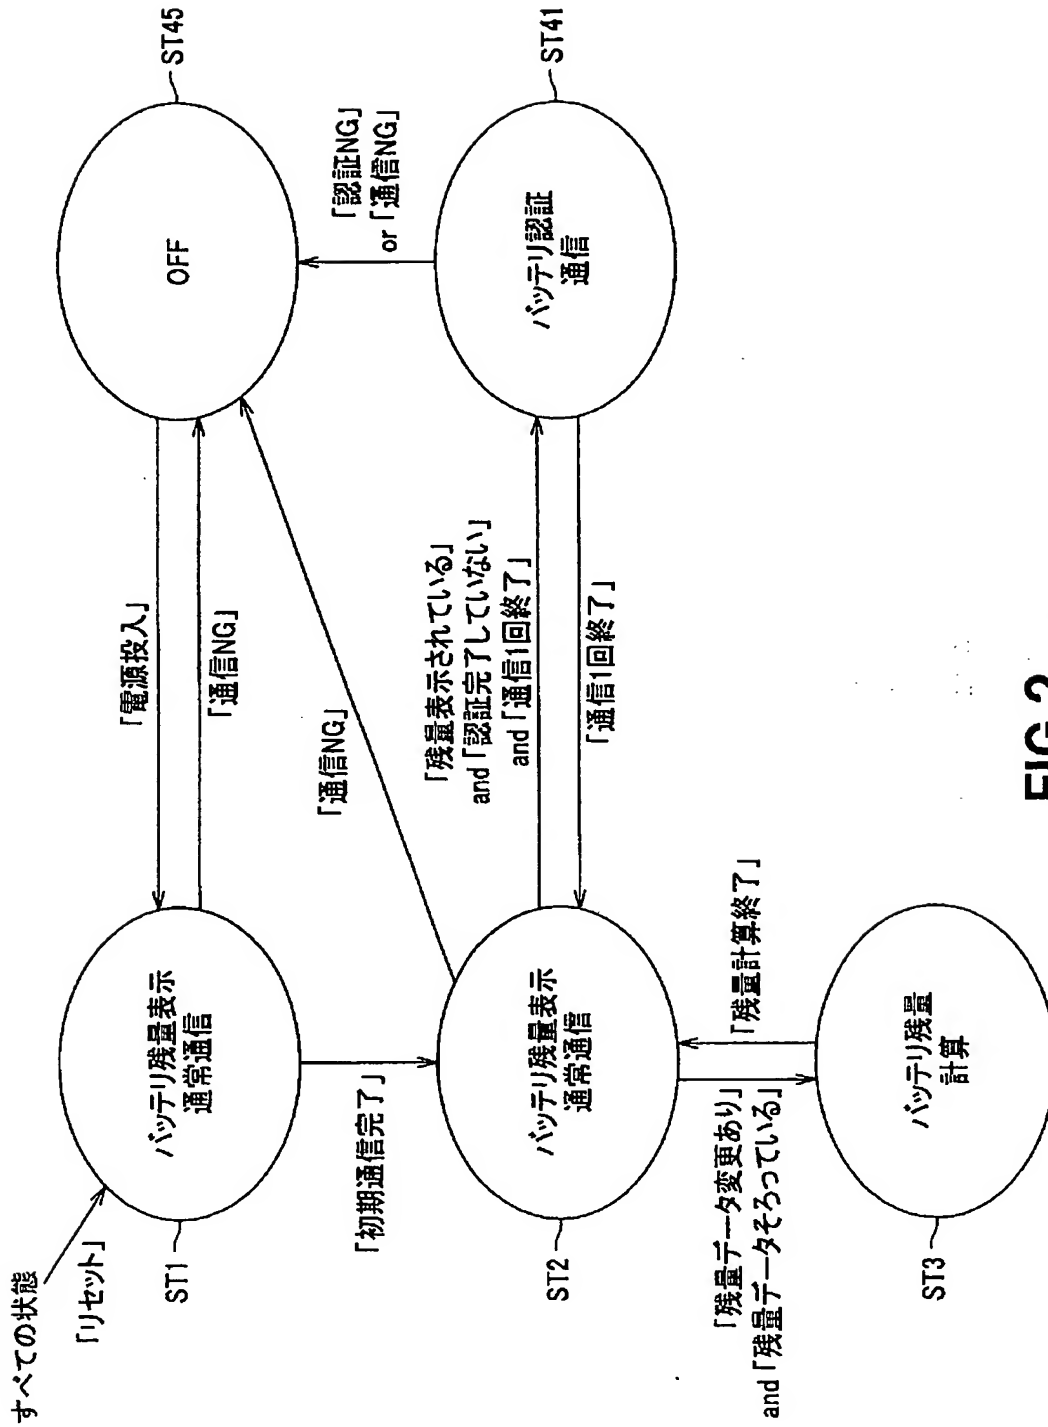 すべての状態
「リセット」
ST1
バッテリ残量表示
通常通信
「電源投入」
「通信NG」
OFF
ST45
「初期通信完了」
「通信NG」
「認証NG」
or「通信NG」
ST2
バッテリ残量表示
通常通信
「残量表示されている」
and「認証完了していない」
and「通信1回終了」
「通信1回終了」
バッテリ認証
通信
ST41
「残量データ変更あり」
and「残量データそろっている」
「残量計算終了」
ST3
バッテリ残量
計算
FIG.2